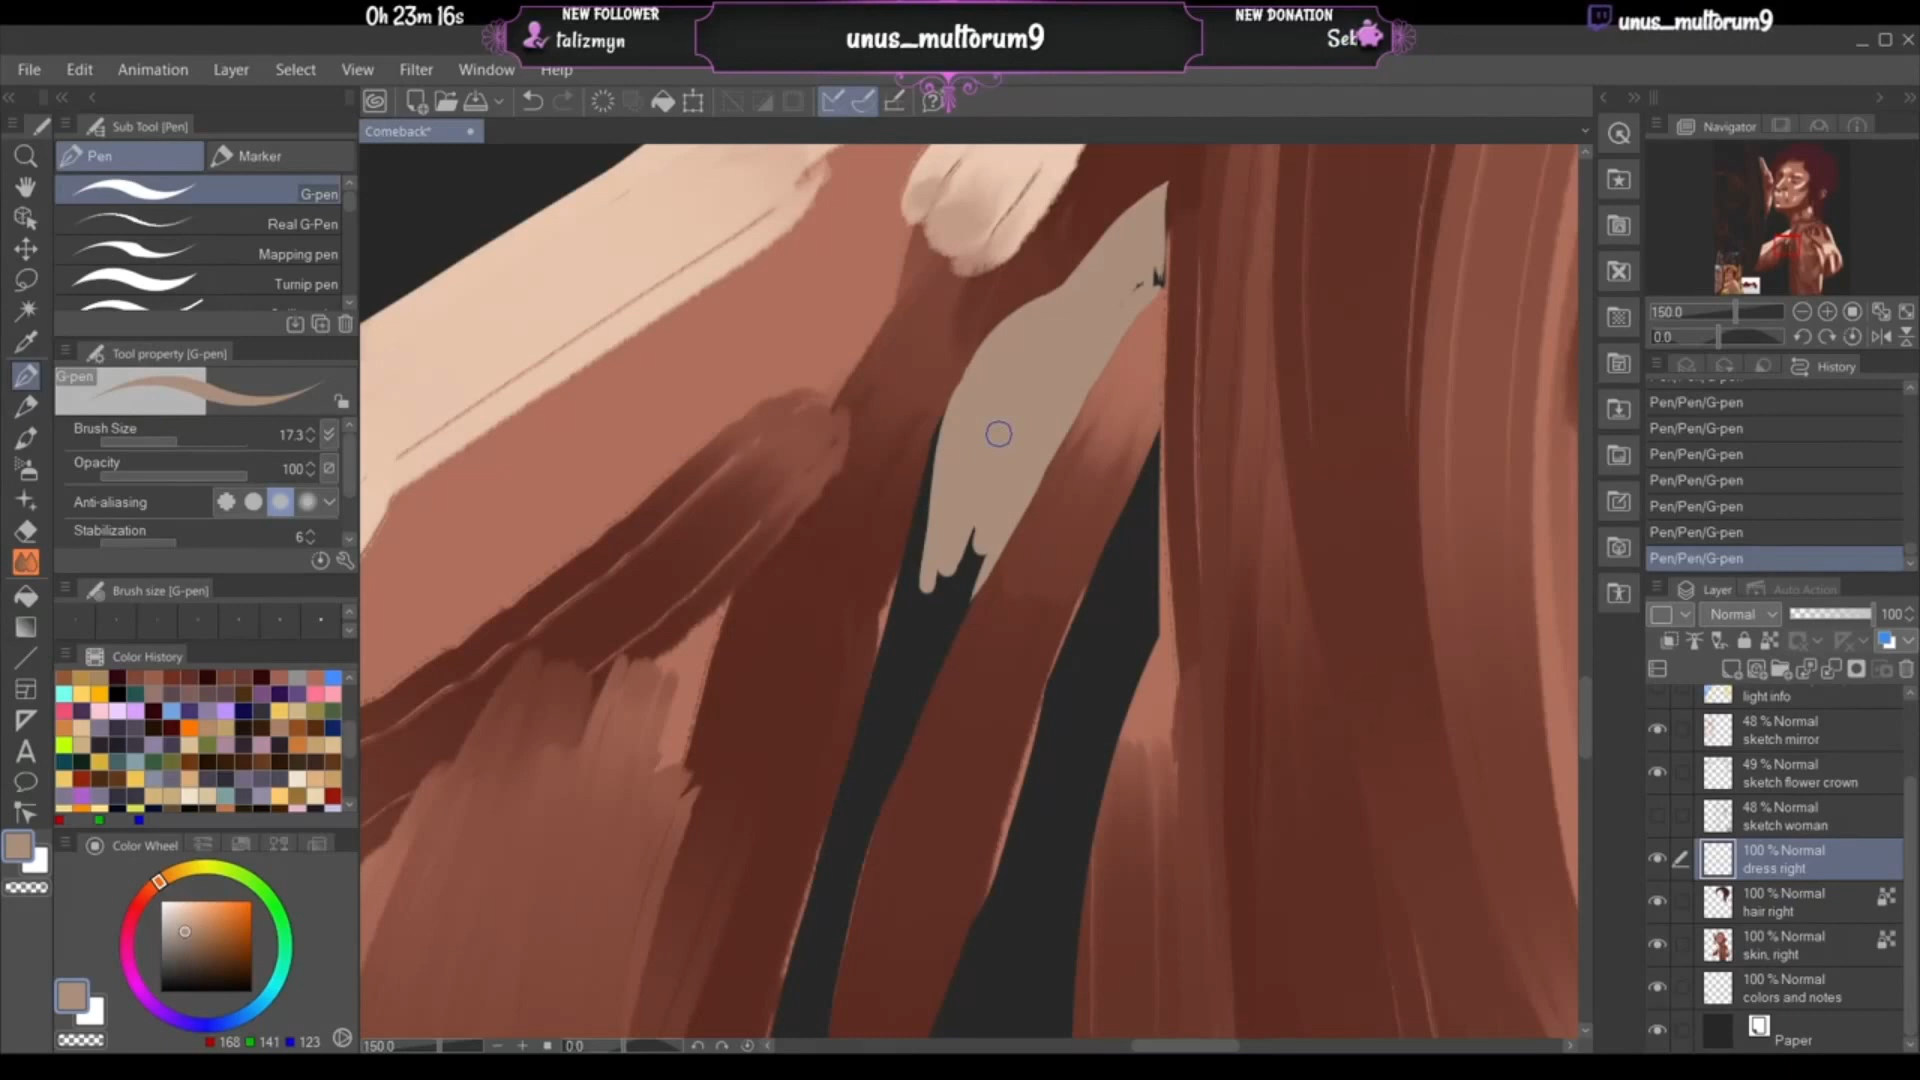 0h 23m 16s
NEW FOLLOWER
talizmyn
unus_multorum9
NEW DONATION
Seb
unus_multorum9
File Edit Animation Layer Select View Filter Window Help
Sub Tool [Pen]
Pen Marker
G-pen
Real G-Pen
Mapping pen
Turnip pen
Tool property [G-pen]
G-pen
Brush Size 17.3
Opacity 100
Anti-aliasing
Stabilization 6
Brush size [G-pen]
Color History
Color Wheel
168 141 123
Comeback*
150.0 0.0
Navigator
150.0
0.0
History
Pen/Pen/G-pen
Pen/Pen/G-pen
Pen/Pen/G-pen
Pen/Pen/G-pen
Pen/Pen/G-pen
Pen/Pen/G-pen
Pen/Pen/G-pen
Layer Auto Action
Normal 100
light info
48 % Normal
sketch mirror
49 % Normal
sketch flower crown
48 % Normal
sketch woman
100 % Normal
dress right
100 % Normal
hair right
100 % Normal
skin, right
100 % Normal
colors and notes
Paper